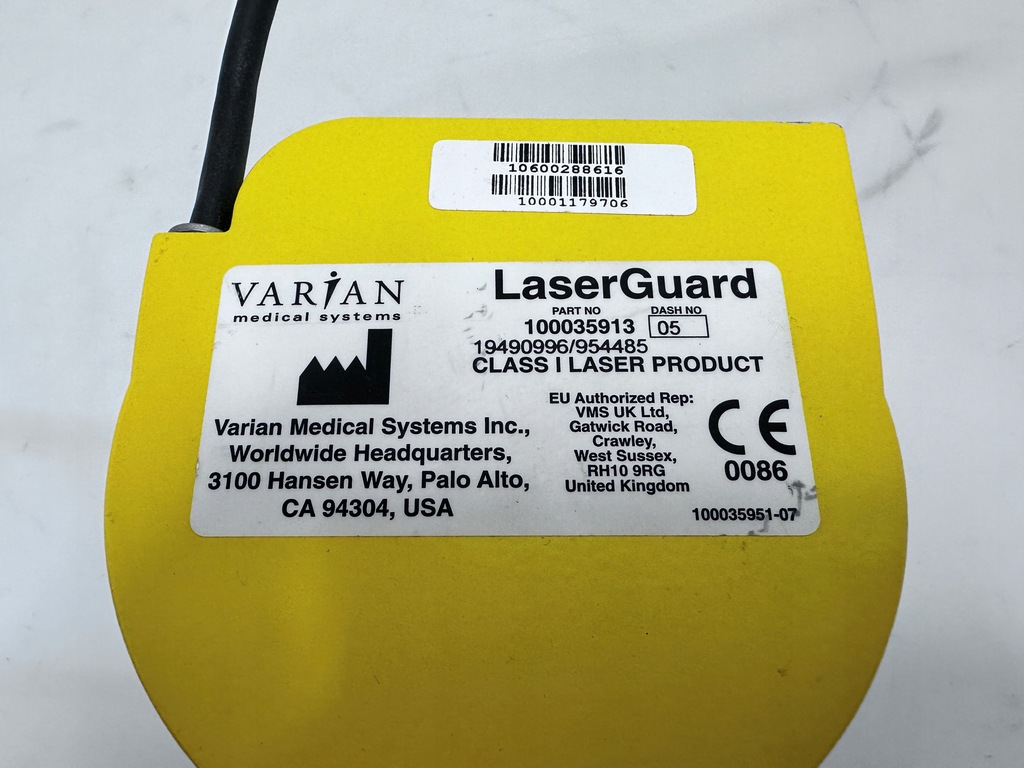 10600288616
10001179706
VARIAN
medical systems
LaserGuard
PART NO
DASH NO
100035913
05
19490996/954485
CLASS I LASER PRODUCT
Varian Medical Systems Inc.,
Worldwide Headquarters,
3100 Hansen Way, Palo Alto,
CA 94304, USA
EU Authorized Rep:
VMS UK Ltd,
Gatwick Road,
Crawley,
West Sussex,
RH10 9RG
United Kingdom
CE
0086
100035951-07